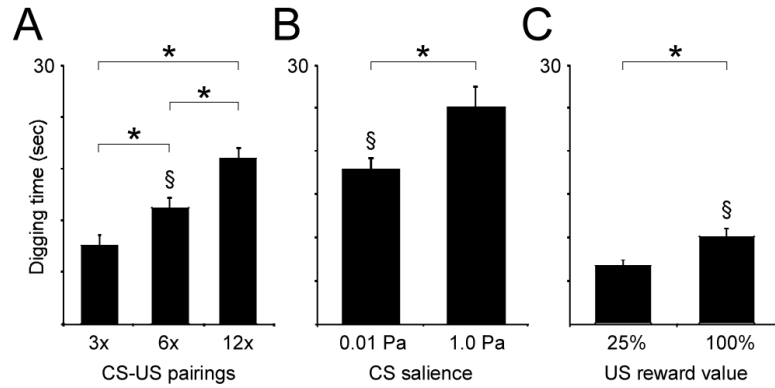 A
B
C
*
*
*
§
30
Digging time (sec)
3x 6x 12x
CS-US pairings
*
§
30
0.01 Pa 1.0 Pa
CS salience
*
§
30
25% 100%
US reward value